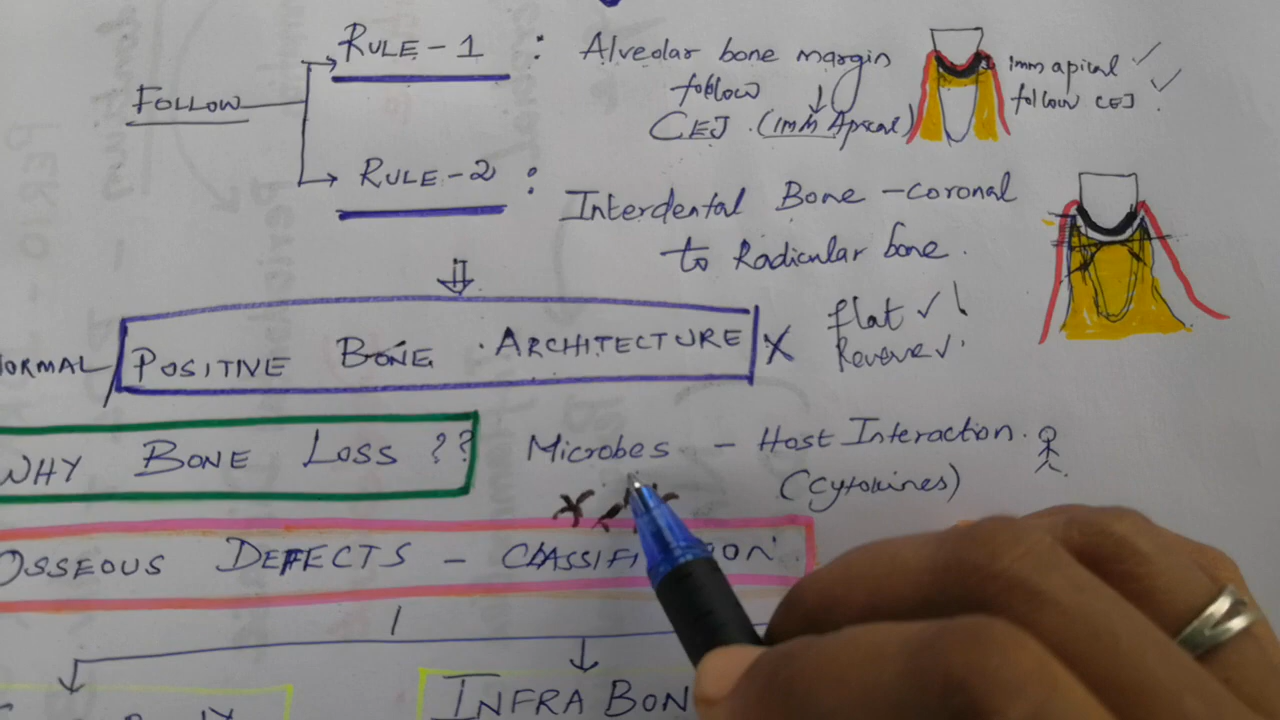 RULE-1 : Alveolar bone margin
follow
CEJ (1mm Apical)
1mm apical
follow CEJ
FOLLOW
RULE-2 :
Interdental Bone - coronal
to Radicular bone.
flat
Reverse
NORMAL
POSITIVE BONE ARCHITECTURE
WHY BONE LOSS ??
Microbes - Host Interaction.
(Cytokines)
OSSEOUS DEFECTS - CLASSIFI ON
INFRA BON